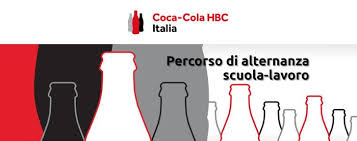 Coca-Cola HBC
Italia
Percorso di alternanza
scuola-lavoro